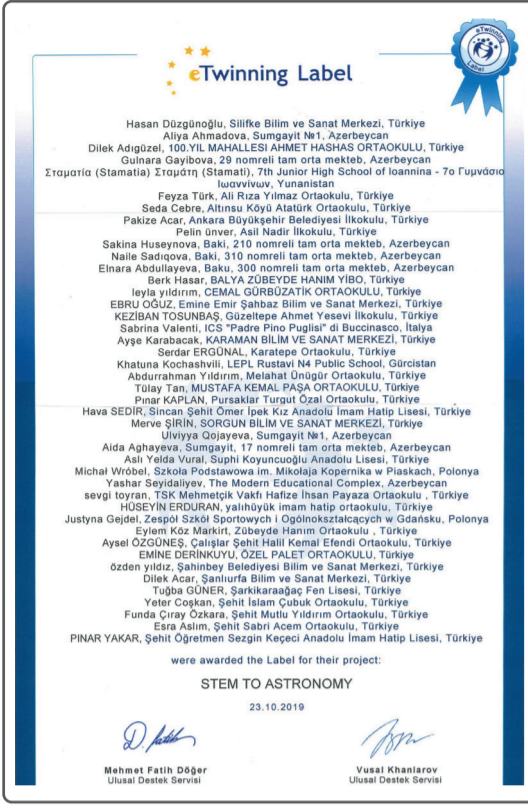 eTwinning
Label
eTwinning Label
Hasan Düzgünoğlu, Silifke Bilim ve Sanat Merkezi, Türkiye
Aliya Ahmadova, Sumgayit №1, Azerbeycan
Dilek Adıgüzel, 100.YIL MAHALLESI AHMET HASHAS ORTAOKULU, Türkiye
Gulnara Gayibova, 29 nomreli tam orta mekteb, Azerbeycan
Σταματία (Stamatia) Σταμάτη (Stamati), 7th Junior High School of Ioannina - 7ο Γυμνάσιο
Ιωαννίνων, Yunanistan
Feyza Türk, Ali Rıza Yılmaz Ortaokulu, Türkiye
Seda Cebre, Altınsu Köyü Atatürk Ortaokulu, Türkiye
Pakize Acar, Ankara Büyükşehir Belediyesi İlkokulu, Türkiye
Pelin ünver, Asil Nadir İlkokulu, Türkiye
Sakina Huseynova, Baki, 210 nomreli tam orta mekteb, Azerbeycan
Naile Sadıqova, Baki, 310 nomreli tam orta mekteb, Azerbeycan
Elnara Abdullayeva, Baku, 300 nomreli tam orta mekteb, Azerbeycan
Berk Hasar, BALYA ZÜBEYDE HANIM YİBO, Türkiye
leyla yıldırım, CEMAL GÜRBÜZATİK ORTAOKULU, Türkiye
EBRU OĞUZ, Emine Emir Şahbaz Bilim ve Sanat Merkezi, Türkiye
KEZİBAN TOSUNBAŞ, Güzeltepe Ahmet Yesevi İlkokulu, Türkiye
Sabrina Valenti, ICS "Padre Pino Puglisi" di Buccinasco, İtalya
Ayşe Karabacak, KARAMAN BİLİM VE SANAT MERKEZİ, Türkiye
Serdar ERGÜNAL, Karatepe Ortaokulu, Türkiye
Khatuna Kochashvili, LEPL Rustavi N4 Public School, Gürcistan
Abdurrahman Yıldırım, Melahat Ünügür Ortaokulu, Türkiye
Tülay Tan, MUSTAFA KEMAL PAŞA ORTAOKULU, Türkiye
Pınar KAPLAN, Pursaklar Turgut Özal Ortaokulu, Türkiye
Hava SEDİR, Sincan Şehit Ömer İpek Kız Anadolu İmam Hatip Lisesi, Türkiye
Merve ŞİRİN, SORGUN BİLİM VE SANAT MERKEZİ, Türkiye
Ulviyya Qojayeva, Sumgayit №1, Azerbeycan
Aida Aghayeva, Sumgayit, 17 nomreli tam orta mekteb, Azerbeycan
Aslı Yelda Vural, Suphi Koyuncuoğlu Anadolu Lisesi, Türkiye
Michał Wróbel, Szkoła Podstawowa im. Mikołaja Kopernika w Piaskach, Polonya
Yashar Seyidaliyev, The Modern Educational Complex, Azerbeycan
sevgi toyran, TSK Mehmetçik Vakfı Hafize İhsan Payaza Ortaokulu , Türkiye
HÜSEYİN ERDURAN, yalıhüyük imam hatip ortaokulu, Türkiye
Justyna Gejdel, Zespół Szkół Sportowych i Ogólnokształcących w Gdańsku, Polonya
Eylem Köz Markirt, Zübeyde Hanım Ortaokulu , Türkiye
Aysel ÖZGÜNEŞ, Çalışlar Şehit Halil Kemal Efendi Ortaokulu, Türkiye
EMİNE DERİNKUYU, ÖZEL PALET ORTAOKULU, Türkiye
özden yıldız, Şahinbey Belediyesi Bilim ve Sanat Merkezi, Türkiye
Dilek Acar, Şanlıurfa Bilim ve Sanat Merkezi, Türkiye
Tuğba GÜNER, Şarkikaraağaç Fen Lisesi, Türkiye
Yeter Coşkan, Şehit İslam Çubuk Ortaokulu, Türkiye
Funda Çıray Özkara, Şehit Mutlu Yıldırım Ortaokulu, Türkiye
Esra Aslım, Şehit Sabri Acem Ortaokulu, Türkiye
PINAR YAKAR, Şehit Öğretmen Sezgin Keçeci Anadolu İmam Hatip Lisesi, Türkiye
were awarded the Label for their project:
STEM TO ASTRONOMY
23.10.2019
D. fatih
Mehmet Fatih Döğer
Ulusal Destek Servisi
Vusal Khanlarov
Ulusal Destek Servisi